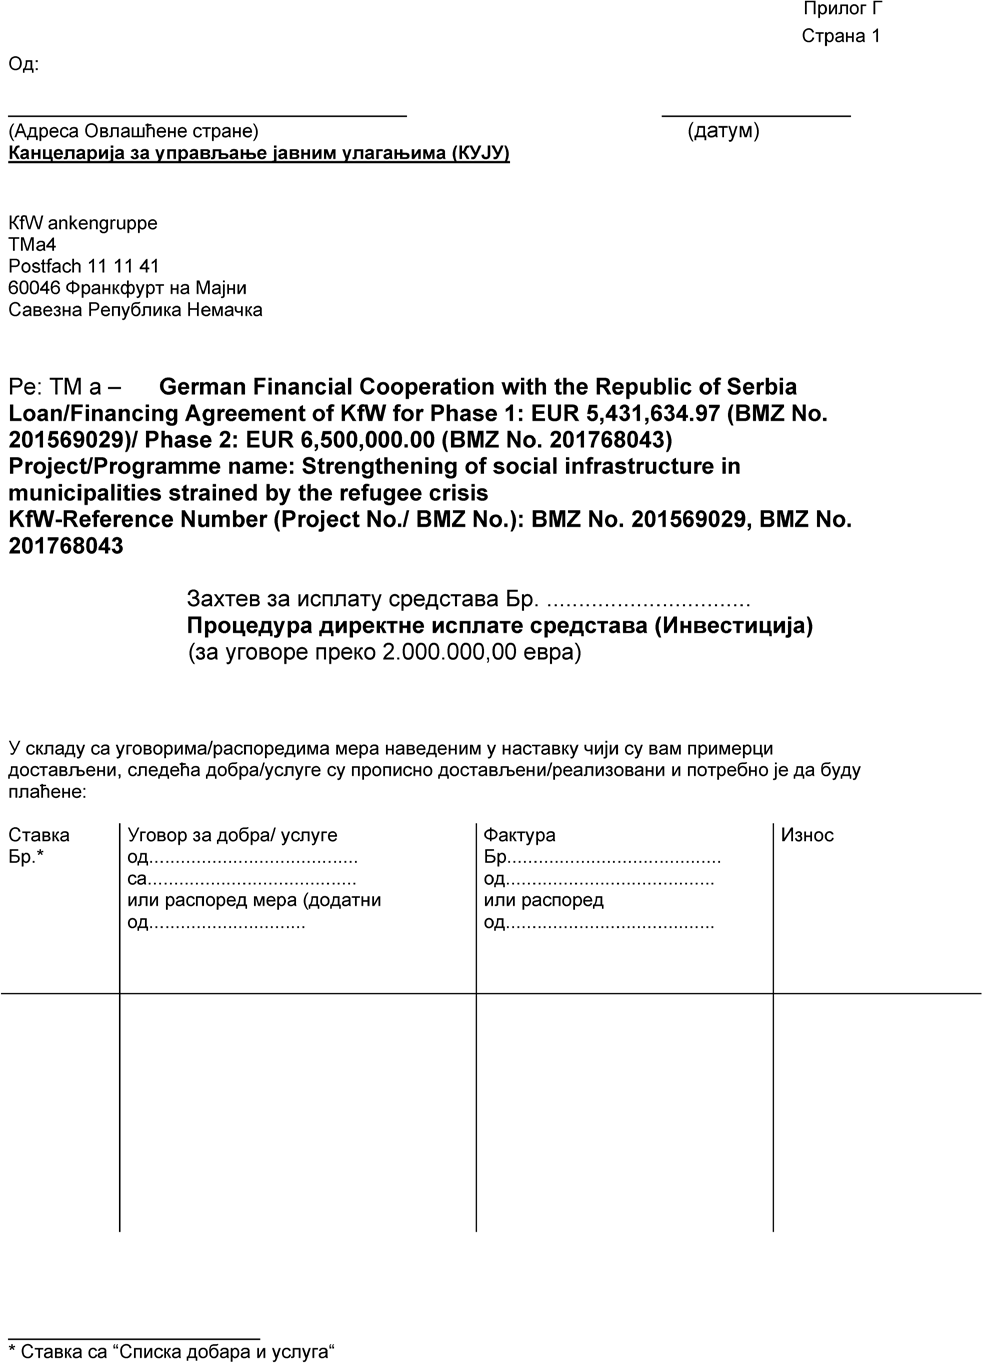 Прилог Г
Страна 1
Од:
(Адреса Овлашћене стране)
(датум)
Канцеларија за управљање јавним улагањима (КУЈУ)
KfW ankengruppe
TMa4
Postfach 11 11 41
60046 Франкфурт на Мајни
Савезна Република Немачка
Ре: ТМ а – German Financial Cooperation with the Republic of Serbia
Loan/Financing Agreement of KfW for Phase 1: EUR 5,431,634.97 (BMZ No.
201569029)/ Phase 2: EUR 6,500,000.00 (BMZ No. 201768043)
Project/Programme name: Strengthening of social infrastructure in
municipalities strained by the refugee crisis
KfW-Reference Number (Project No./ BMZ No.): BMZ No. 201569029, BMZ No.
201768043
Захтев за исплату средстава Бр. ................................
Процедура директне исплате средстава (Инвестиција)
(за уговоре преко 2.000.000,00 евра)
У складу са уговорима/распоредима мера наведеним у наставку чији су вам примерци
достављени, следећа добра/услуге су прописно достављени/реализовани и потребно је да буду
плаћене:
Ставка
Бр.*
Уговор за добра/ услуге
од........................................
са........................................
или распоред мера (додатни
од..............................
Фактура
Бр.........................................
од........................................
или распоред
од........................................
Износ
* Ставка са “Списка добара и услуга“